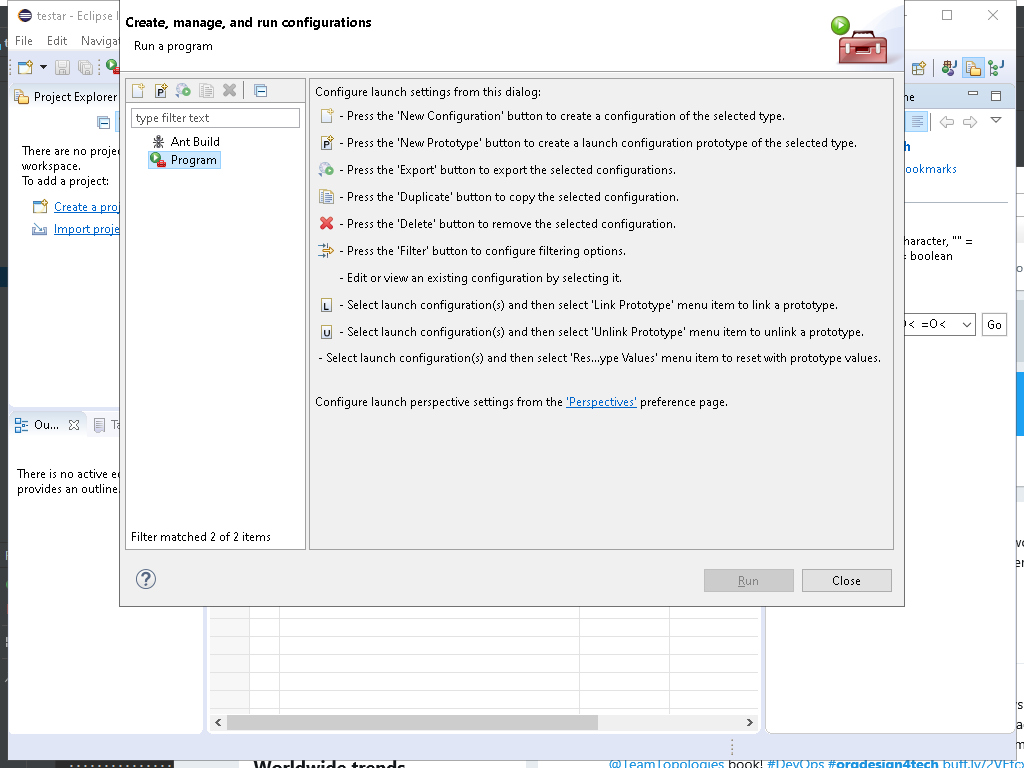 testar - Eclipse I
File Edit Naviga
Create, manage, and run configurations
Run a program
Project Explorer
There are no proje
workspace.
To add a project:
Create a proj
Import proje
Ou...
Ta
There is no active e
provides an outline.
type filter text
Ant Build
Program
Filter matched 2 of 2 items
Configure launch settings from this dialog:
- Press the 'New Configuration' button to create a configuration of the selected type.
- Press the 'New Prototype' button to create a launch configuration prototype of the selected type.
- Press the 'Export' button to export the selected configurations.
- Press the 'Duplicate' button to copy the selected configuration.
- Press the 'Delete' button to remove the selected configuration.
- Press the 'Filter' button to configure filtering options.
- Edit or view an existing configuration by selecting it.
L - Select launch configuration(s) and then select 'Link Prototype' menu item to link a prototype.
U - Select launch configuration(s) and then select 'Unlink Prototype' menu item to unlink a prototype.
- Select launch configuration(s) and then select 'Res...ype Values' menu item to reset with prototype values.
Configure launch perspective settings from the 'Perspectives' preference page.
Run
Close
ne
h
ookmarks
haracter, "" =
= boolean
< =O<
Go
Worldwide trends
@TeamTopologies book! #DevOps #orgdesign4tech